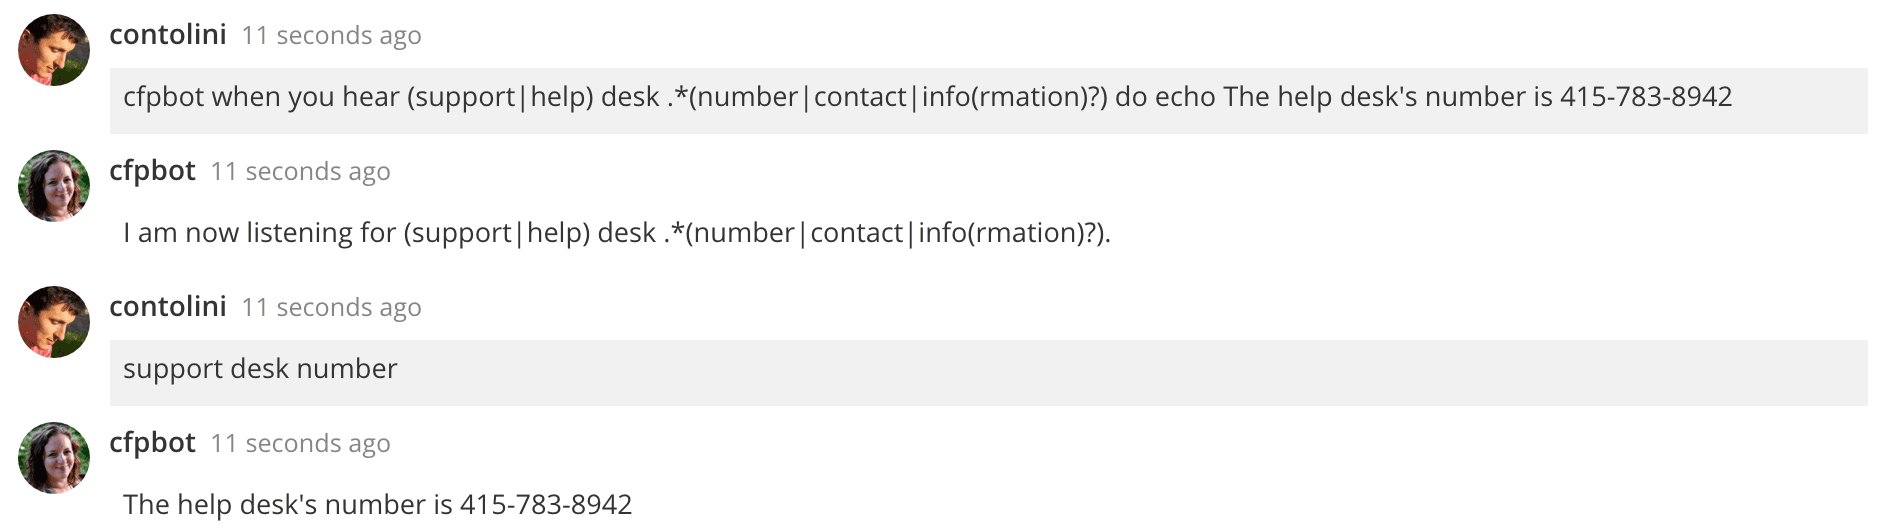 contolini 11 seconds ago
cfpbot when you hear (support|help) desk .*(number|contact|info(rmation)?) do echo The help desk's number is 415-783-8942
cfpbot 11 seconds ago
I am now listening for (support|help) desk .*(number|contact|info(rmation)?).
contolini 11 seconds ago
support desk number
cfpbot 11 seconds ago
The help desk's number is 415-783-8942